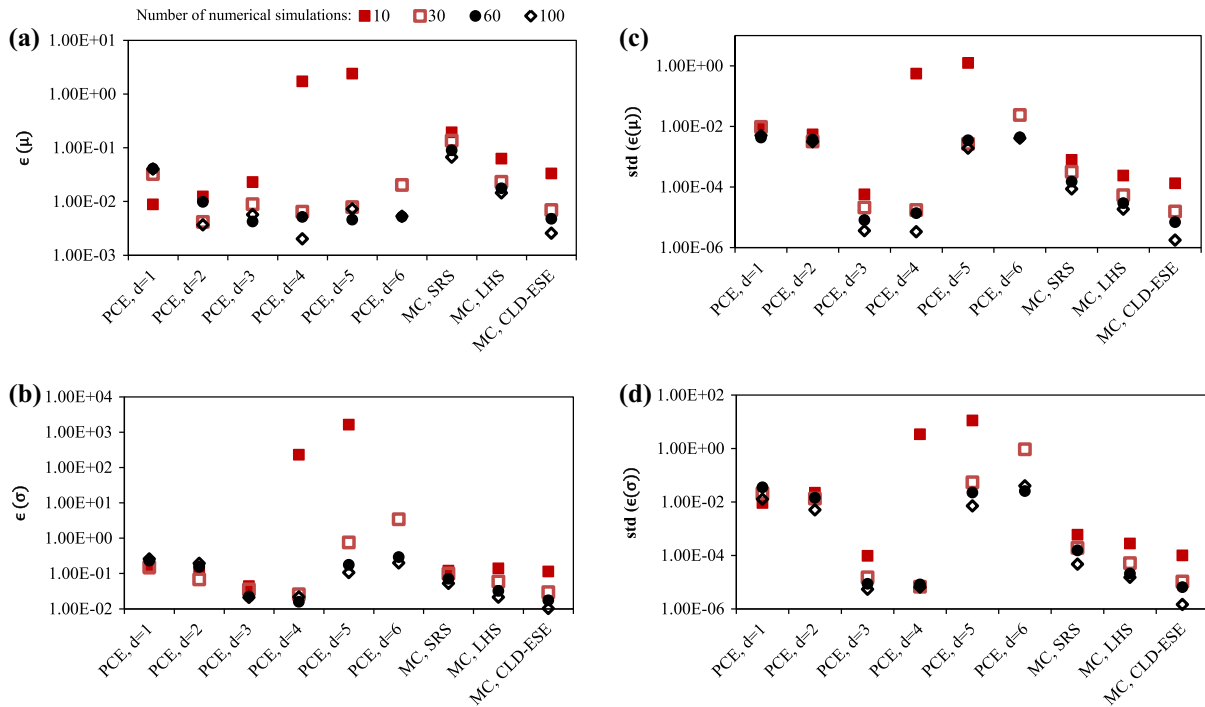 Number of numerical simulations: 10 30 60 100
(a)
1.00E+01
1.00E+00
1.00E-01
1.00E-02
1.00E-03
ϵ (μ)
PCE, d=1
PCE, d=2
PCE, d=3
PCE, d=4
PCE, d=5
PCE, d=6
MC, SRS
MC, LHS
MC, CLD-ESE
(b)
1.00E+04
1.00E+03
1.00E+02
1.00E+01
1.00E+00
1.00E-01
1.00E-02
ϵ (σ)
PCE, d=1
PCE, d=2
PCE, d=3
PCE, d=4
PCE, d=5
PCE, d=6
MC, SRS
MC, LHS
MC, CLD-ESE
(c)
1.00E+00
1.00E-02
1.00E-04
1.00E-06
std (ϵ(μ))
PCE, d=1
PCE, d=2
PCE, d=3
PCE, d=4
PCE, d=5
PCE, d=6
MC, SRS
MC, LHS
MC, CLD-ESE
(d)
1.00E+02
1.00E+00
1.00E-02
1.00E-04
1.00E-06
std (ϵ(σ))
PCE, d=1
PCE, d=2
PCE, d=3
PCE, d=4
PCE, d=5
PCE, d=6
MC, SRS
MC, LHS
MC, CLD-ESE